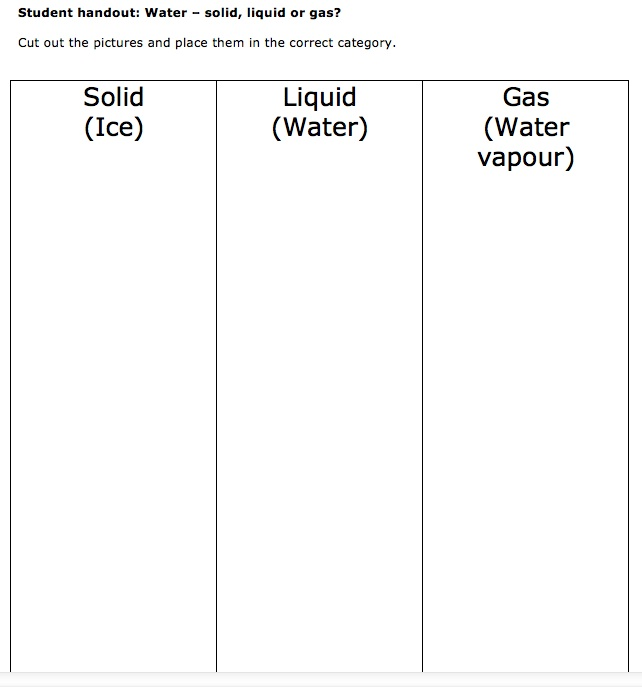 Student handout: Water – solid, liquid or gas?
Cut out the pictures and place them in the correct category.
Solid
(Ice)
Liquid
(Water)
Gas
(Water
vapour)